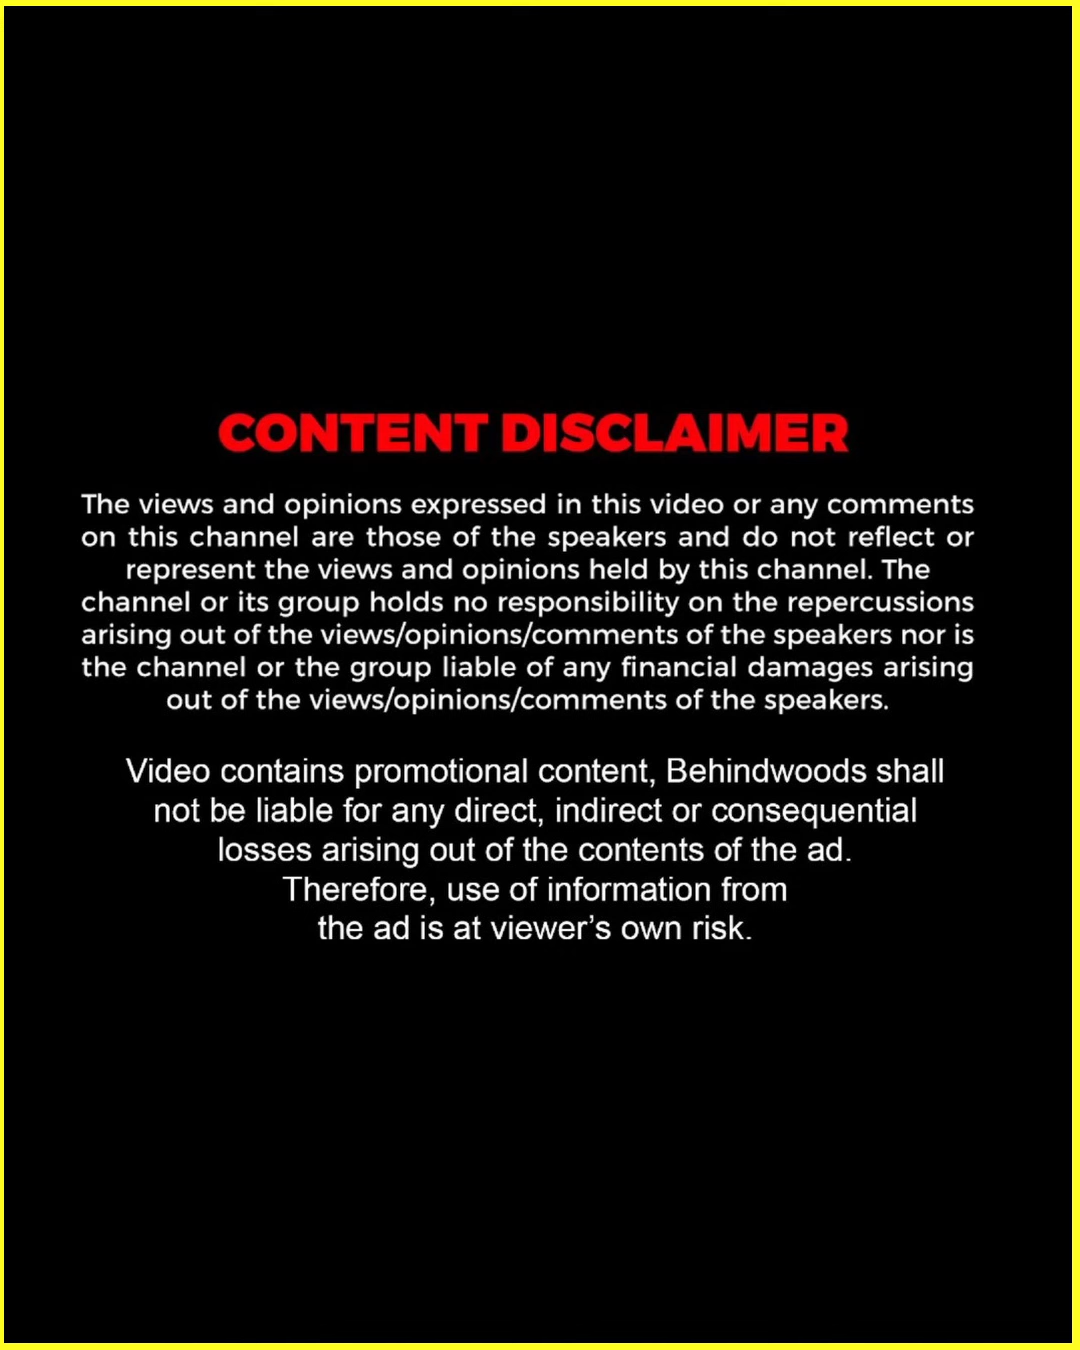 CONTENT DISCLAIMER
The views and opinions expressed in this video or any comments
on this channel are those of the speakers and do not reflect or
represent the views and opinions held by this channel. The
channel or its group holds no responsibility on the repercussions
arising out of the views/opinions/comments of the speakers nor is
the channel or the group liable of any financial damages arising
out of the views/opinions/comments of the speakers.
Video contains promotional content, Behindwoods shall
not be liable for any direct, indirect or consequential
losses arising out of the contents of the ad.
Therefore, use of information from
the ad is at viewer’s own risk.